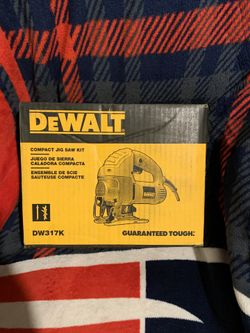 DEWALT
COMPACT JIG SAW KIT
JUEGO DE SIERRA
CALADORA COMPACTA
ENSEMBLE DE SCIE
SAUTEUSE COMPACTE
DW317K
GUARANTEED TOUGH.